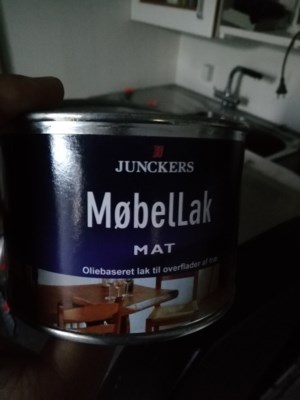 JUNCKERS
MøbelLak
MAT
Oliebaseret lak til overflader af træ